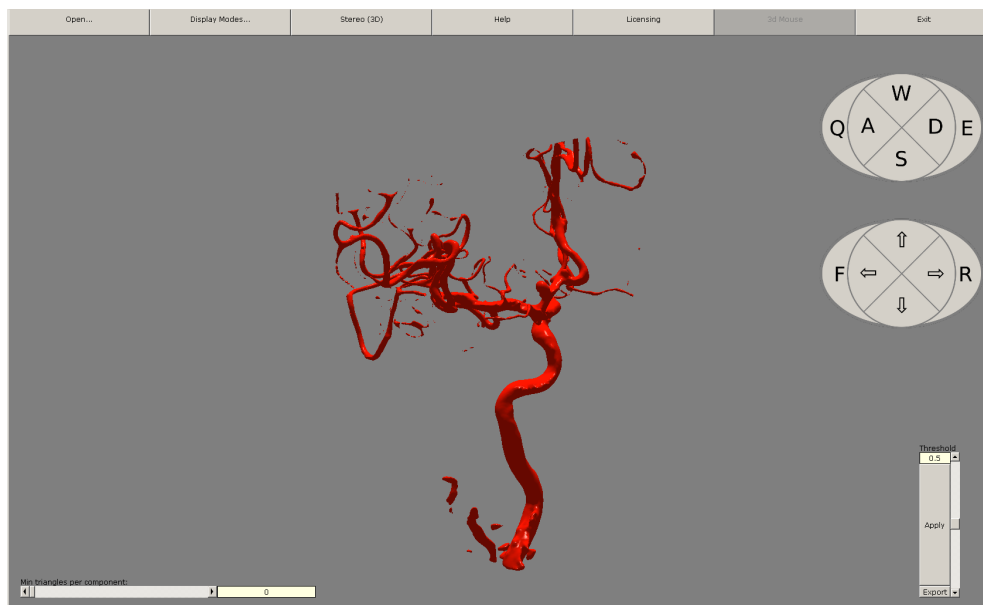 Open...
Display Modes...
Stereo (3D)
Help
Licensing
3d Mouse
Exit
W
Q
A
D
E
S
⇧
F
⇦
⇨
R
⇩
Threshold
0.5
Apply
Export
Min triangles per component:
0